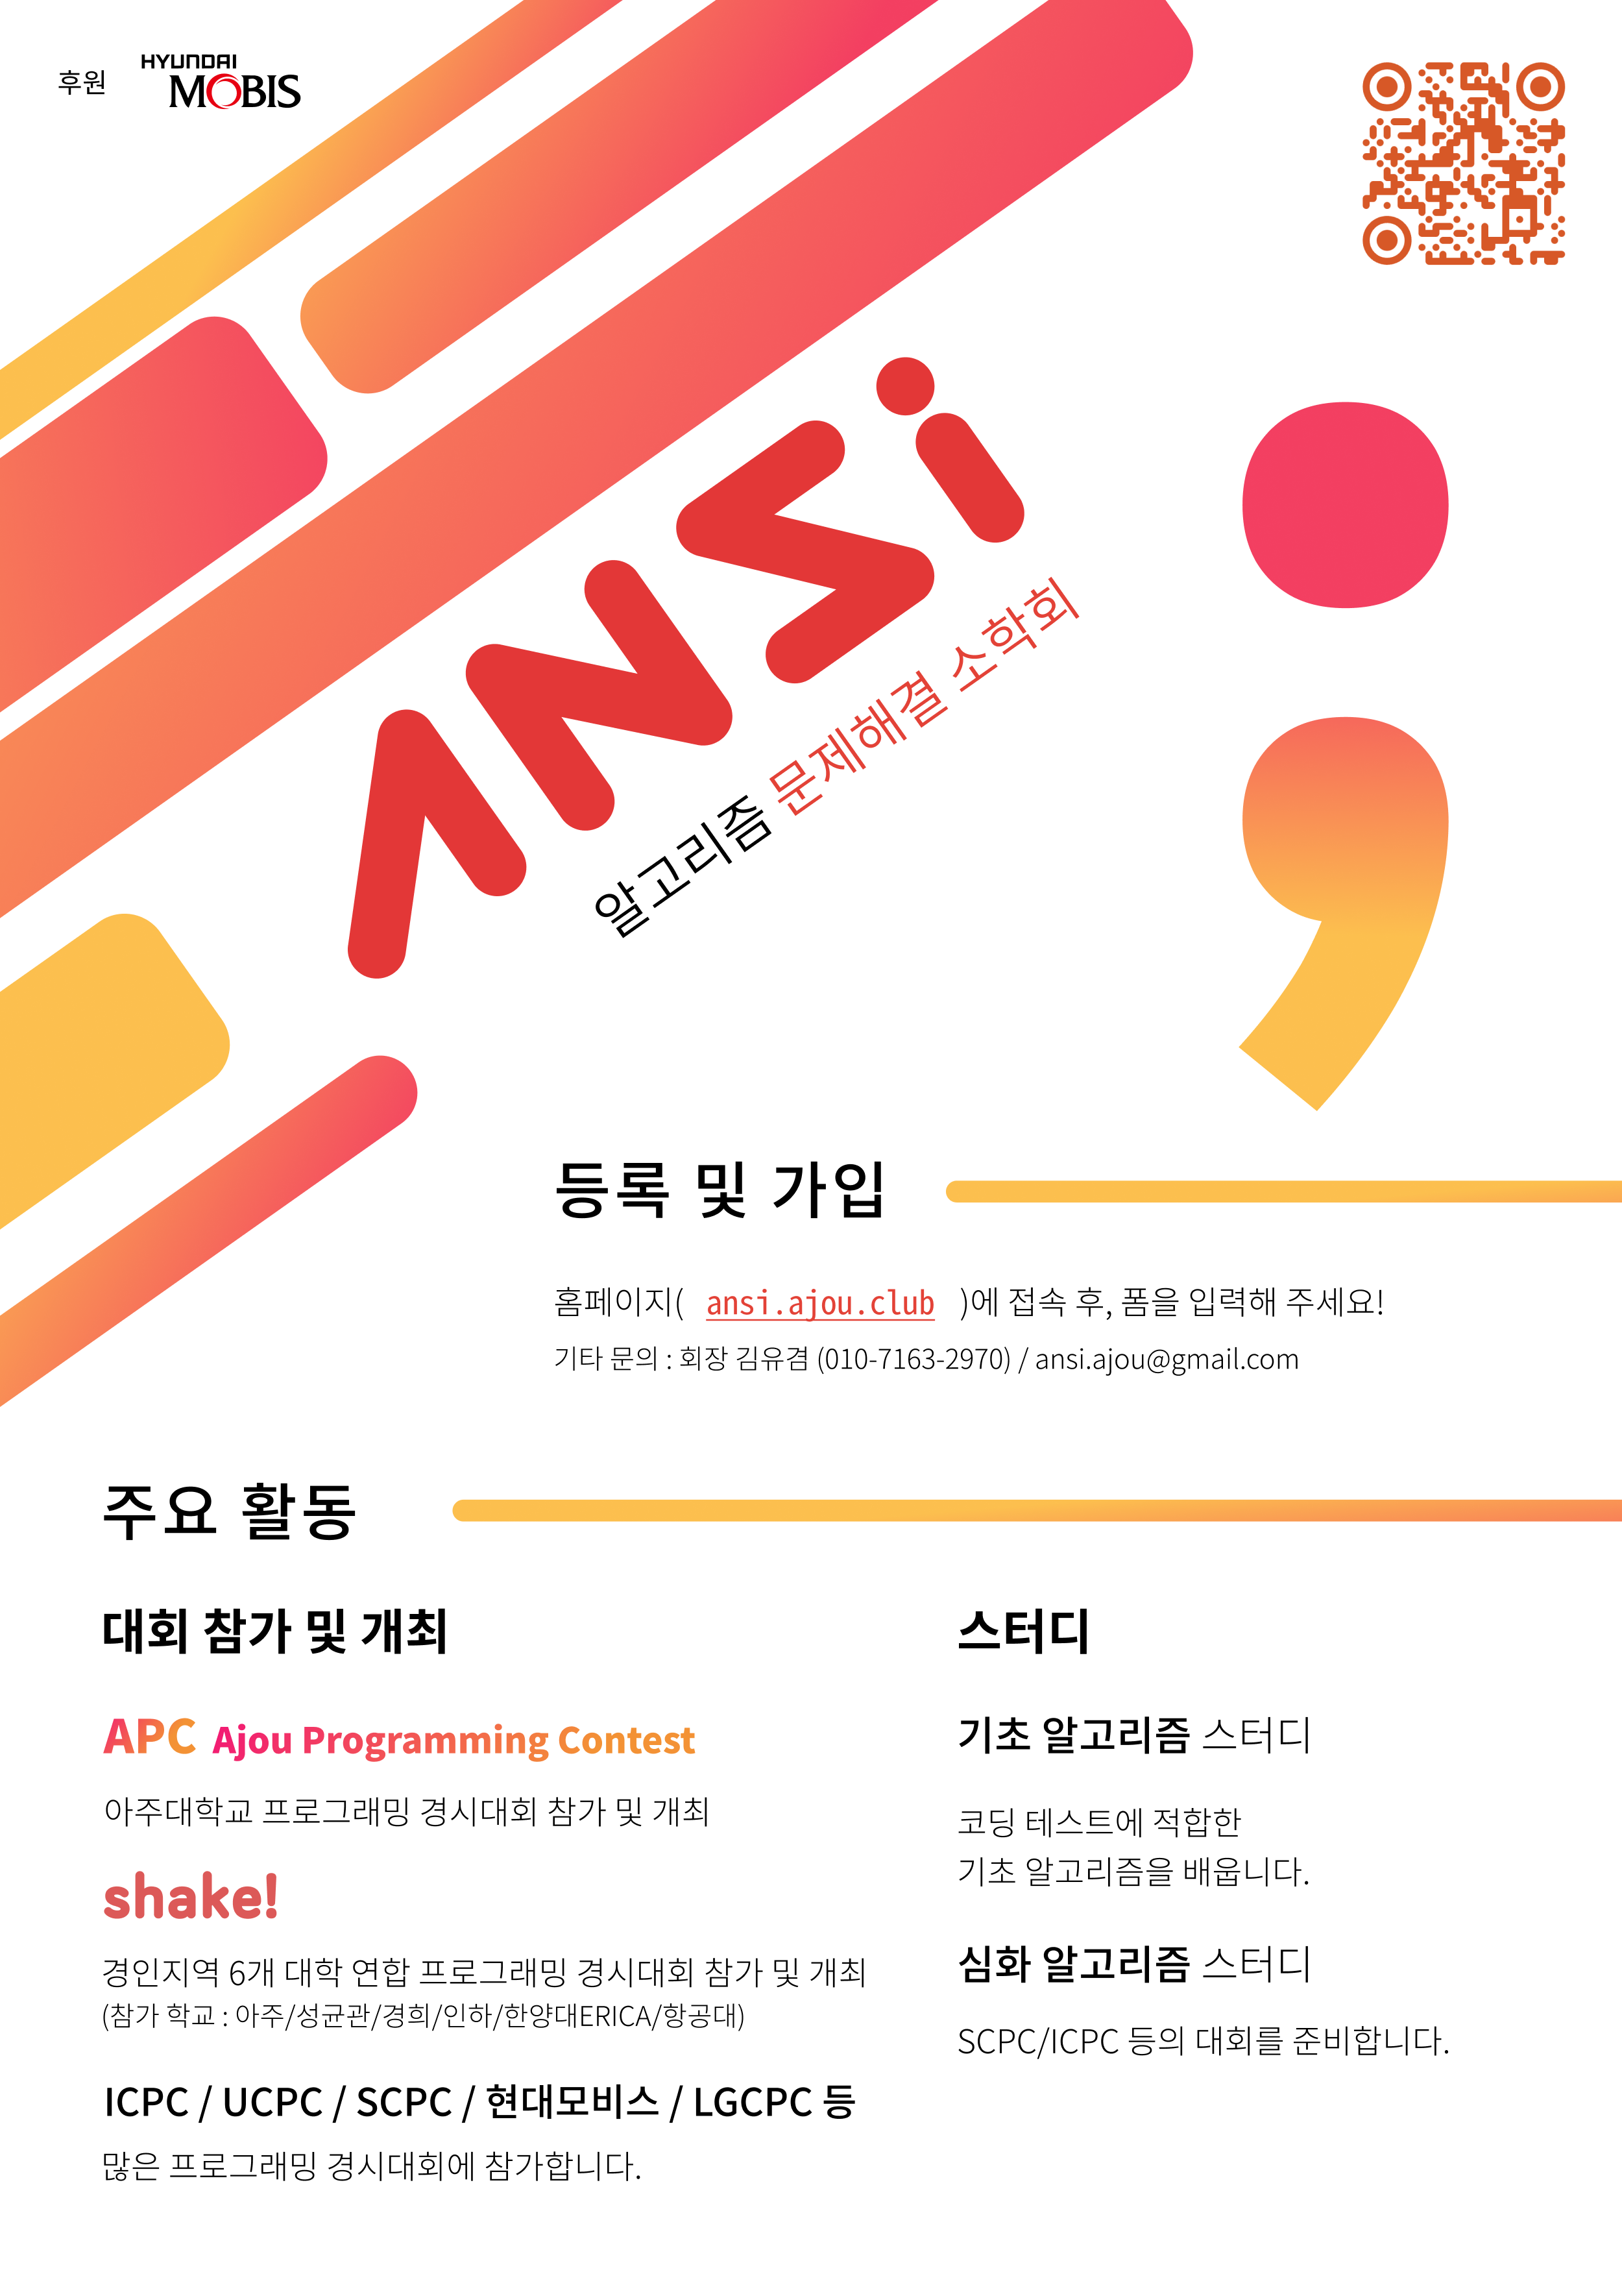 후원
HYUNDAI
MOBIS
ANSi
알고리즘 문제해결 소학회
;
등록 및 가입
홈페이지( ansi.ajou.club )에 접속 후, 폼을 입력해 주세요!
기타 문의 : 회장 김유겸 (010-7163-2970) / ansi.ajou@gmail.com
주요 활동
대회 참가 및 개최
APC Ajou Programming Contest
아주대학교 프로그래밍 경시대회 참가 및 개최
shake!
경인지역 6개 대학 연합 프로그래밍 경시대회 참가 및 개최
(참가 학교 : 아주/성균관/경희/인하/한양대ERICA/항공대)
ICPC / UCPC / SCPC / 현대모비스 / LGCPC 등
많은 프로그래밍 경시대회에 참가합니다.
스터디
기초 알고리즘 스터디
코딩 테스트에 적합한
기초 알고리즘을 배웁니다.
심화 알고리즘 스터디
SCPC/ICPC 등의 대회를 준비합니다.